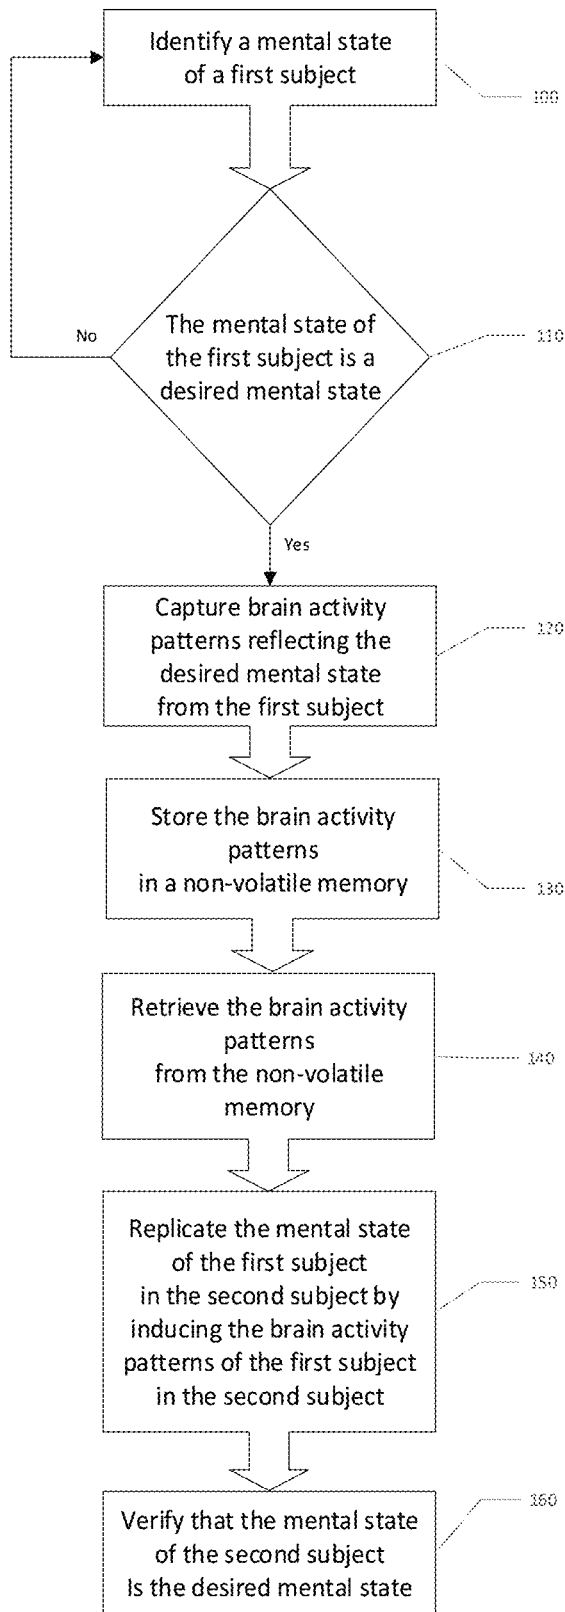 Identify a mental state
of a first subject
100
The mental state of
the first subject is a
desired mental state
110
No
Yes
Capture brain activity
patterns reflecting the
desired mental state
from the first subject
120
Store the brain activity
patterns
in a non-volatile memory
130
Retrieve the brain activity
patterns
from the non-volatile
memory
140
Replicate the mental state
of the first subject
in the second subject by
inducing the brain activity
patterns of the first subject
in the second subject
150
Verify that the mental state
of the second subject
Is the desired mental state
160